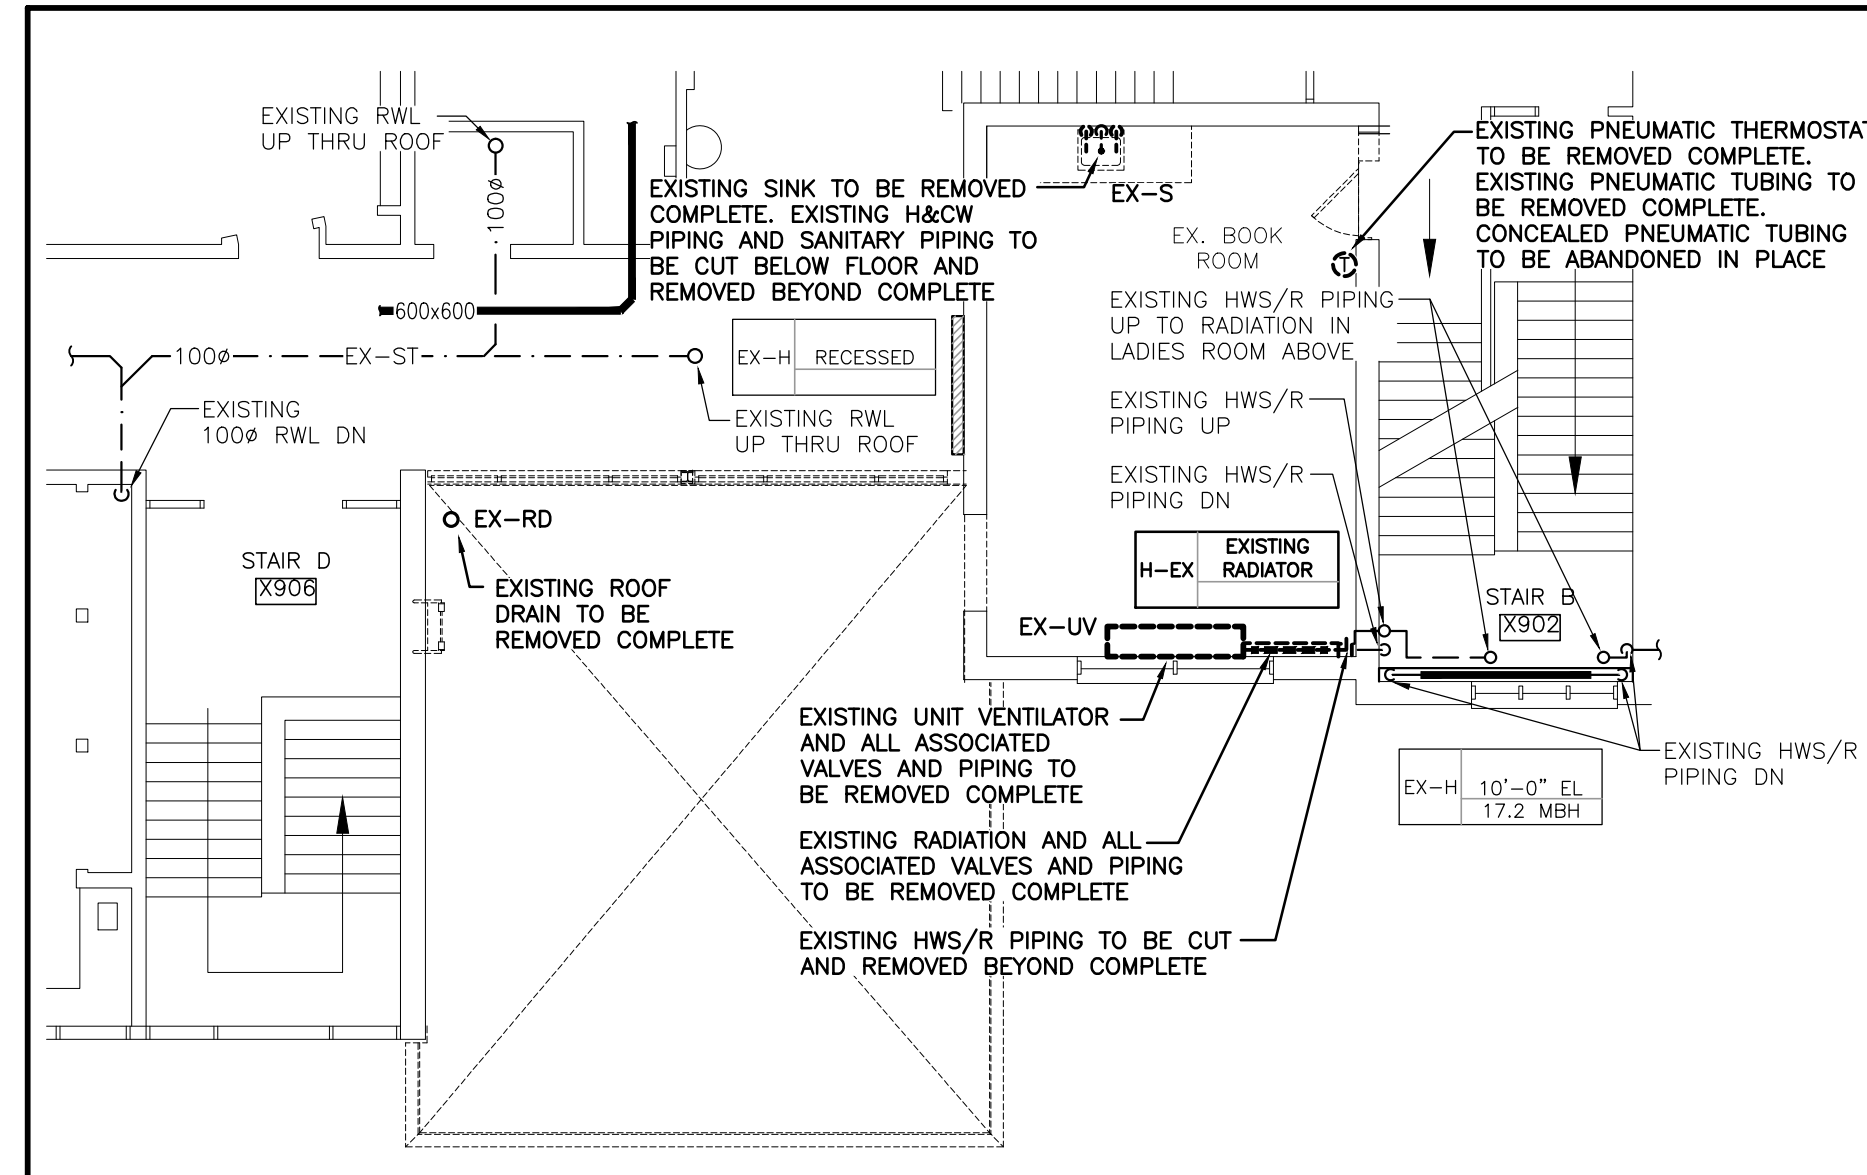 EXISTING RWL
UP THRU ROOF
100ø
600x600
100ø
EX-ST
EXISTING
100ø RWL DN
EXISTING SINK TO BE REMOVED
COMPLETE. EXISTING H&CW
PIPING AND SANITARY PIPING TO
BE CUT BELOW FLOOR AND
REMOVED BEYOND COMPLETE
EX-S
EX-H
RECESSED
EXISTING RWL
UP THRU ROOF
EX. BOOK
ROOM
T
EXISTING PNEUMATIC THERMOSTAT
TO BE REMOVED COMPLETE.
EXISTING PNEUMATIC TUBING TO
BE REMOVED COMPLETE.
CONCEALED PNEUMATIC TUBING
TO BE ABANDONED IN PLACE
EXISTING HWS/R PIPING
UP TO RADIATION IN
LADIES ROOM ABOVE
EXISTING HWS/R
PIPING UP
EXISTING HWS/R
PIPING DN
H-EX
EXISTING
RADIATOR
EX-RD
EXISTING ROOF
DRAIN TO BE
REMOVED COMPLETE
STAIR D
X906
STAIR B
X902
EX-UV
EXISTING UNIT VENTILATOR
AND ALL ASSOCIATED
VALVES AND PIPING TO
BE REMOVED COMPLETE
EXISTING RADIATION AND ALL
ASSOCIATED VALVES AND PIPING
TO BE REMOVED COMPLETE
EXISTING HWS/R PIPING TO BE CUT
AND REMOVED BEYOND COMPLETE
EX-H
10'-0" EL
17.2 MBH
EXISTING HWS/R
PIPING DN